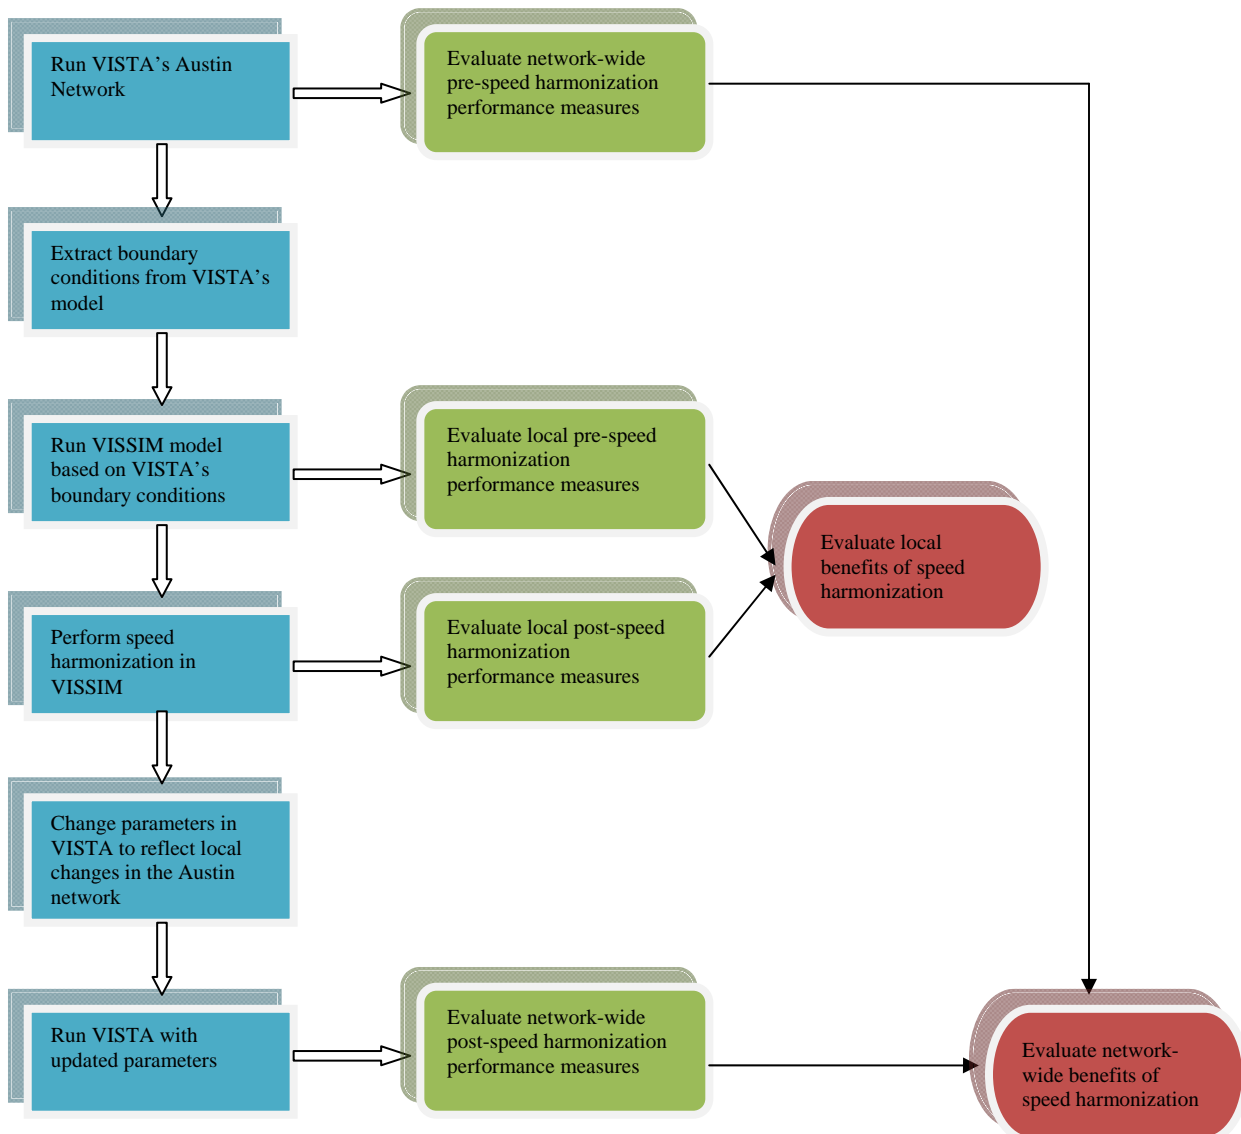 Run VISTA’s Austin
Network
Evaluate network-wide
pre-speed harmonization
performance measures
Extract boundary
conditions from VISTA’s
model
Run VISSIM model
based on VISTA’s
boundary conditions
Evaluate local pre-speed
harmonization
performance measures
Evaluate local
benefits of speed
harmonization
Perform speed
harmonization in
VISSIM
Evaluate local post-speed
harmonization
performance measures
Change parameters in
VISTA to reflect local
changes in the Austin
network
Run VISTA with
updated parameters
Evaluate network-wide
post-speed harmonization
performance measures
Evaluate network-
wide benefits of
speed harmonization